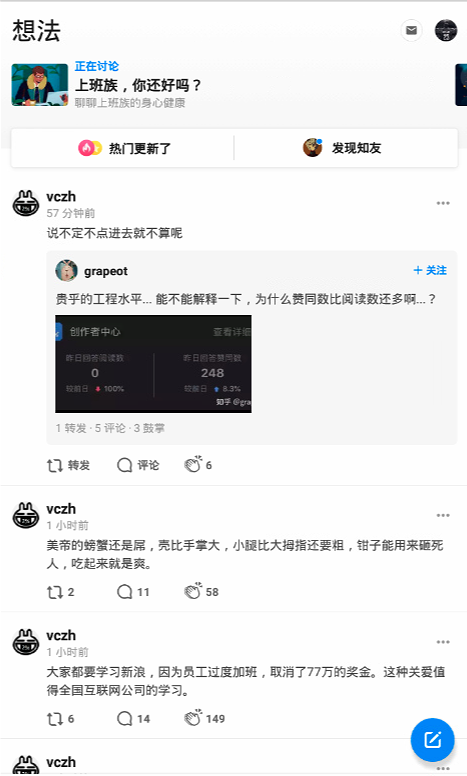 想法
正在讨论
上班族，你还好吗？
聊聊上班族的身心健康
热门更新了
发现知友
vczh
57 分钟前
说不定不点进去就不算呢
grapeot
+ 关注
贵乎的工程水平... 能不能解释一下，为什么赞同数比阅读数还多啊...？
创作者中心
查看详细
昨日回答阅读数
昨日回答赞同数
0
248
较前日 100%
较前日 8.3%
知乎 @gra
1 转发 · 5 评论 · 3 鼓掌
转发
评论
6
vczh
1 小时前
美帝的螃蟹还是屌，壳比手掌大，小腿比大拇指还要粗，钳子能用来砸死
人，吃起来就是爽。
2
11
58
vczh
1 小时前
大家都要学习新浪，因为员工过度加班，取消了77万的奖金。这种关爱值
得全国互联网公司的学习。
6
14
149
vczh